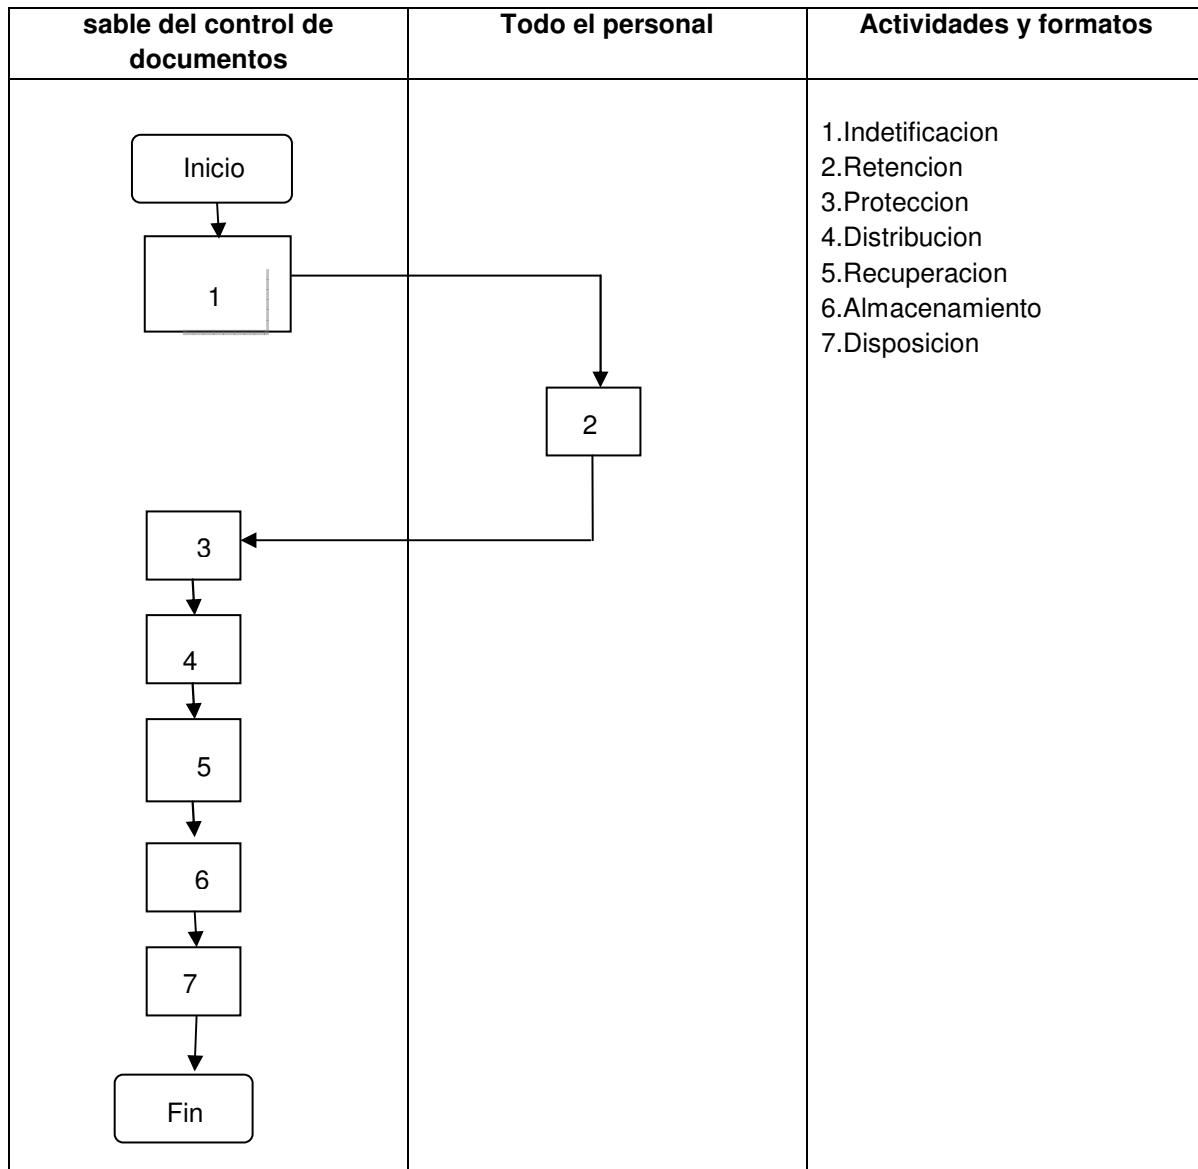 sable del control de
documentos
Todo el personal
Actividades y formatos
Inicio
1
2
3
4
5
6
7
Fin
1.Indetificacion
2.Retencion
3.Proteccion
4.Distribucion
5.Recuperacion
6.Almacenamiento
7.Disposicion